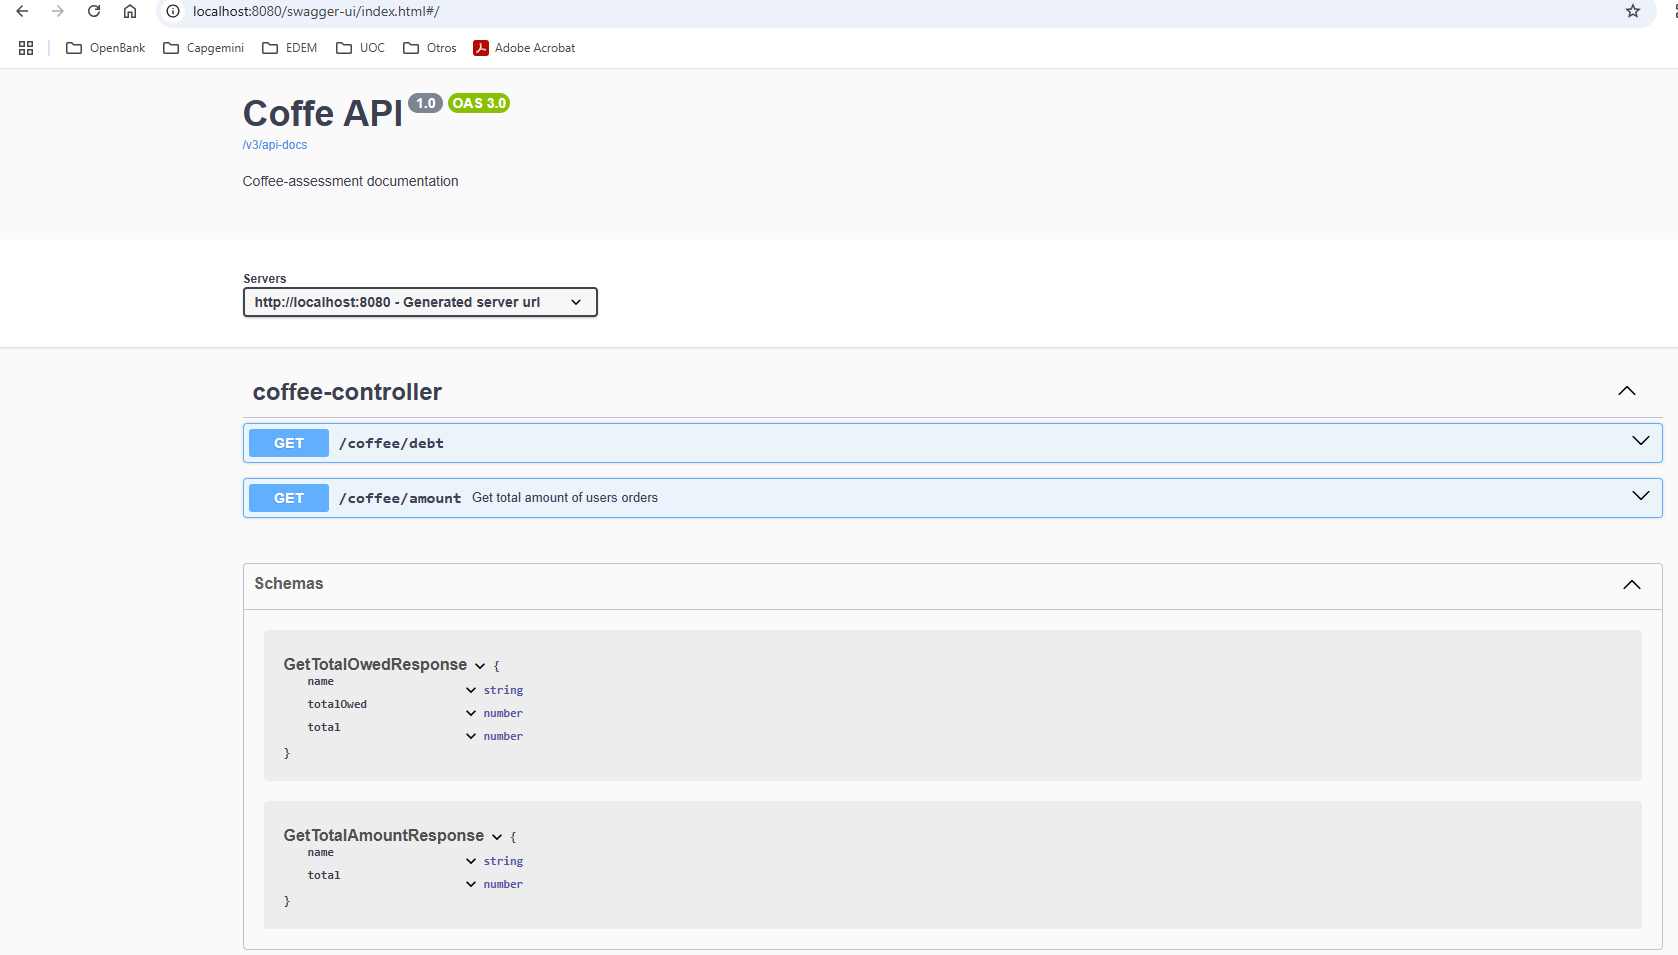 localhost:8080/swagger-ui/index.html#/
OpenBank Capgemini EDEM UOC Otros Adobe Acrobat
Coffe API 1.0 OAS 3.0
/v3/api-docs
Coffee-assessment documentation
Servers
http://localhost:8080 - Generated server url
coffee-controller
GET /coffee/debt
GET /coffee/amount Get total amount of users orders
Schemas
GetTotalOwedResponse {
name string
totalOwed number
total number
}
GetTotalAmountResponse {
name string
total number
}